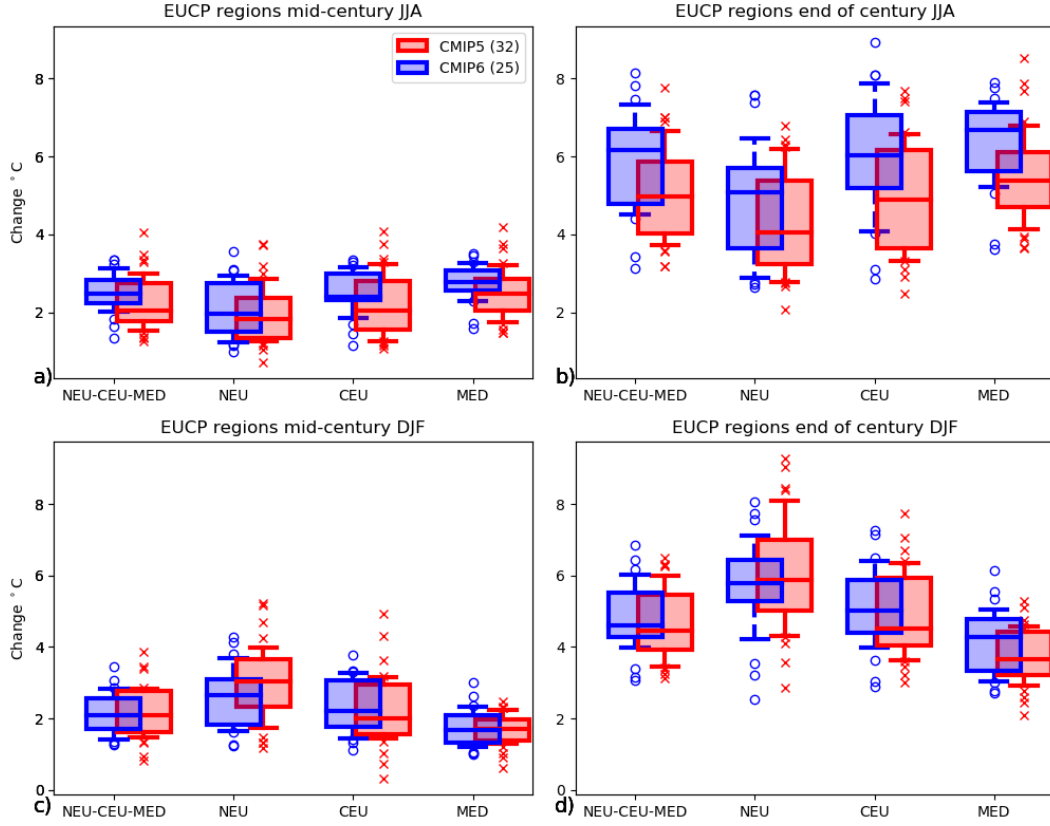 EUCP regions mid-century JJA
Change °C
8
6
4
2
CMIP5 (32)
CMIP6 (25)
a)
NEU-CEU-MED NEU CEU MED
EUCP regions end of century JJA
8
6
4
2
b)
NEU-CEU-MED NEU CEU MED
EUCP regions mid-century DJF
Change °C
8
6
4
2
0
c)
NEU-CEU-MED NEU CEU MED
EUCP regions end of century DJF
8
6
4
2
0
d)
NEU-CEU-MED NEU CEU MED